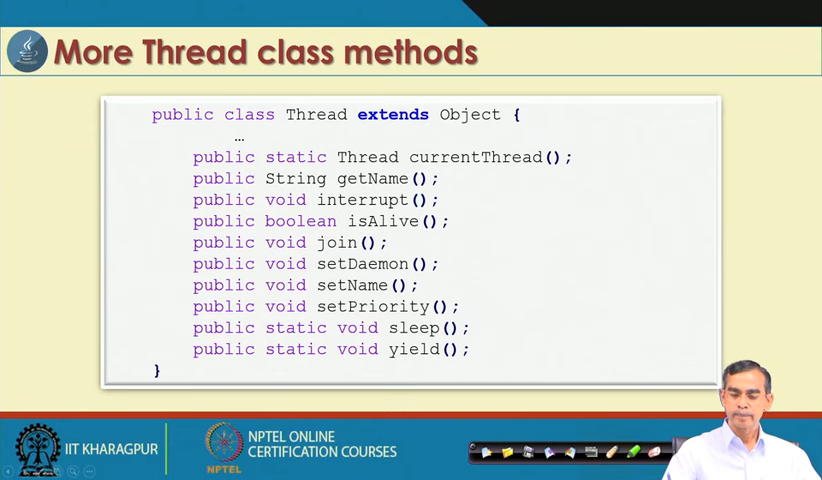 More Thread class methods
public class Thread extends Object {
…
public static Thread currentThread();
public String getName();
public void interrupt();
public boolean isAlive();
public void join();
public void setDaemon();
public void setName();
public void setPriority();
public static void sleep();
public static void yield();
}
IIT KHARAGPUR
NPTEL
NPTEL ONLINE
CERTIFICATION COURSES